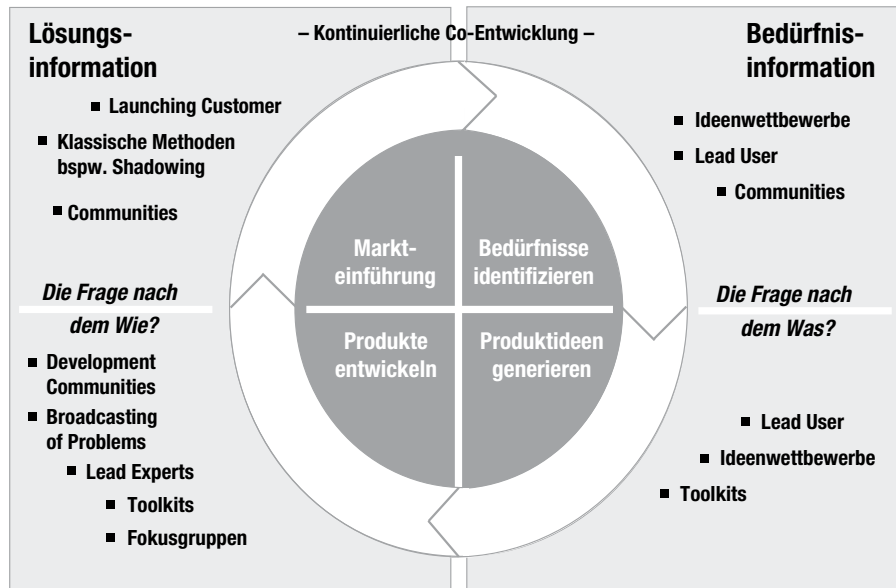 – Kontinuierliche Co-Entwicklung –
Lösungs-
information
■ Launching Customer
■ Klassische Methoden
bspw. Shadowing
■ Communities
Die Frage nach
dem Wie?
■ Development
Communities
■ Broadcasting
of Problems
■ Lead Experts
■ Toolkits
■ Fokusgruppen
Markt-
einführung
Bedürfnisse
identifizieren
Produkte
entwickeln
Produktideen
generieren
Bedürfnis-
information
■ Ideenwettbewerbe
■ Lead User
■ Communities
Die Frage nach
dem Was?
■ Lead User
■ Ideenwettbewerbe
■ Toolkits